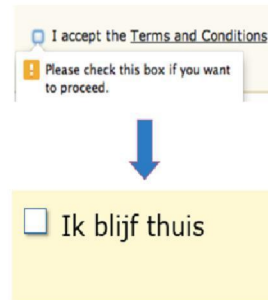 I accept the Terms and Conditions
! Please check this box if you want
to proceed.
Ik blijf thuis